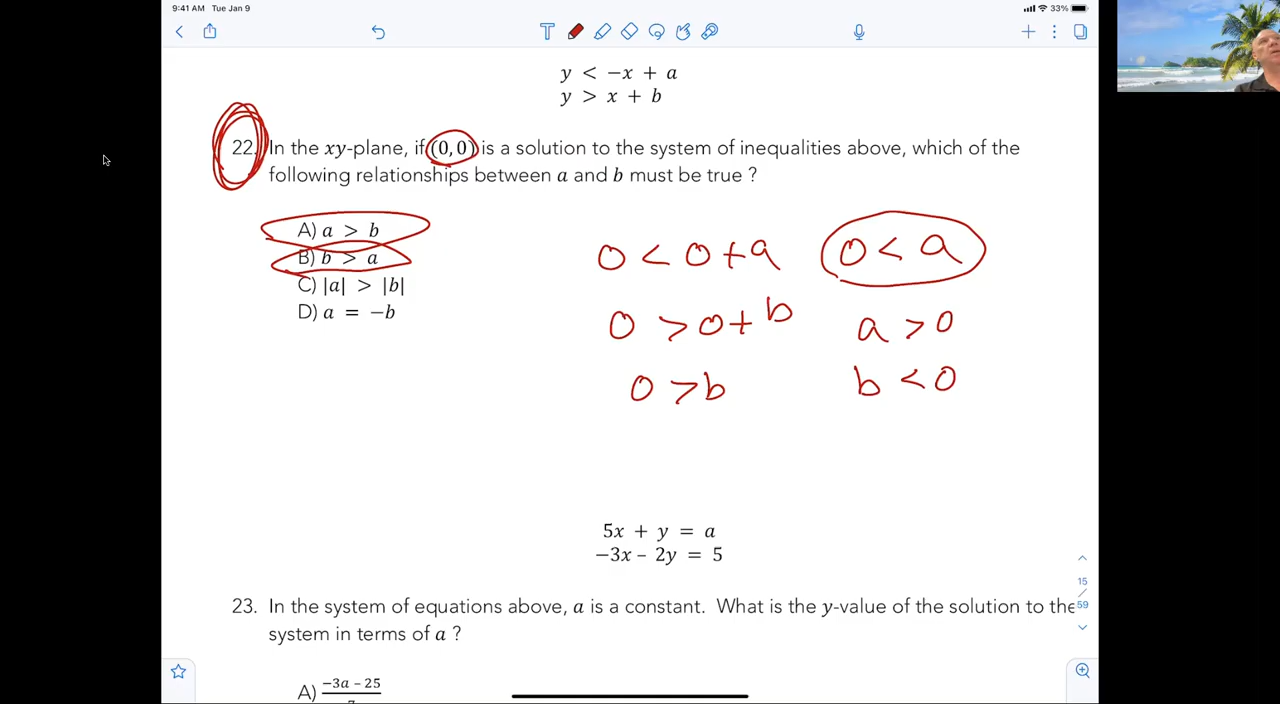 9:41 AM Tue Jan 9
33%
y < −x + a
y > x + b
22. In the xy-plane, if (0, 0) is a solution to the system of inequalities above, which of the
following relationships between a and b must be true ?
A) a > b
B) b > a
C) |a| > |b|
D) a = −b
0 < 0 + a
0 < a
0 > 0 + b
a > 0
0 > b
b < 0
5x + y = a
−3x − 2y = 5
15
/
59
23. In the system of equations above, a is a constant. What is the y-value of the solution to the
system in terms of a ?
A) −3a − 25